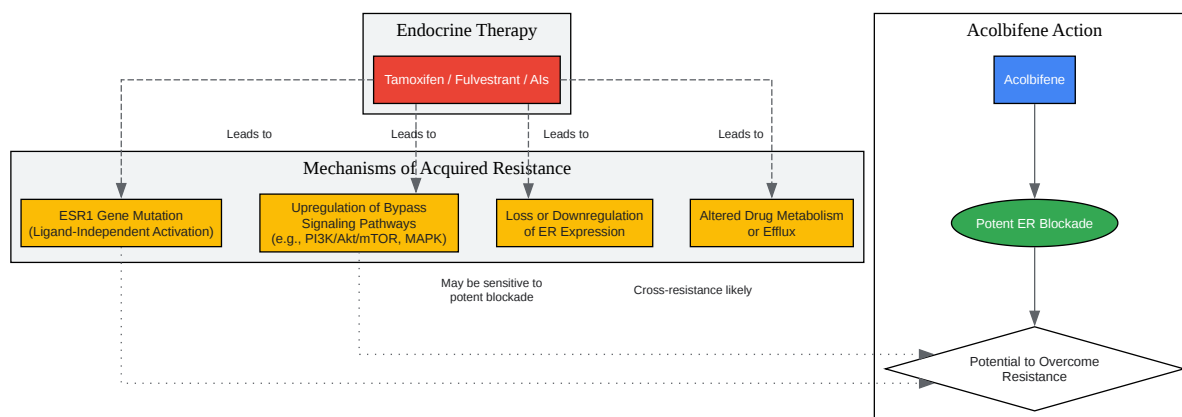 Endocrine Therapy
Acolbifene Action
Tamoxifen / Fulvestrant / AIs
Acolbifene
Leads to
Leads to
Leads to
Leads to
Mechanisms of Acquired Resistance
ESR1 Gene Mutation
(Ligand-Independent Activation)
Upregulation of Bypass
Signaling Pathways
(e.g., PI3K/Akt/mTOR, MAPK)
Loss or Downregulation
of ER Expression
Altered Drug Metabolism
or Efflux
Potent ER Blockade
May be sensitive to
potent blockade
Cross-resistance likely
Potential to Overcome
Resistance